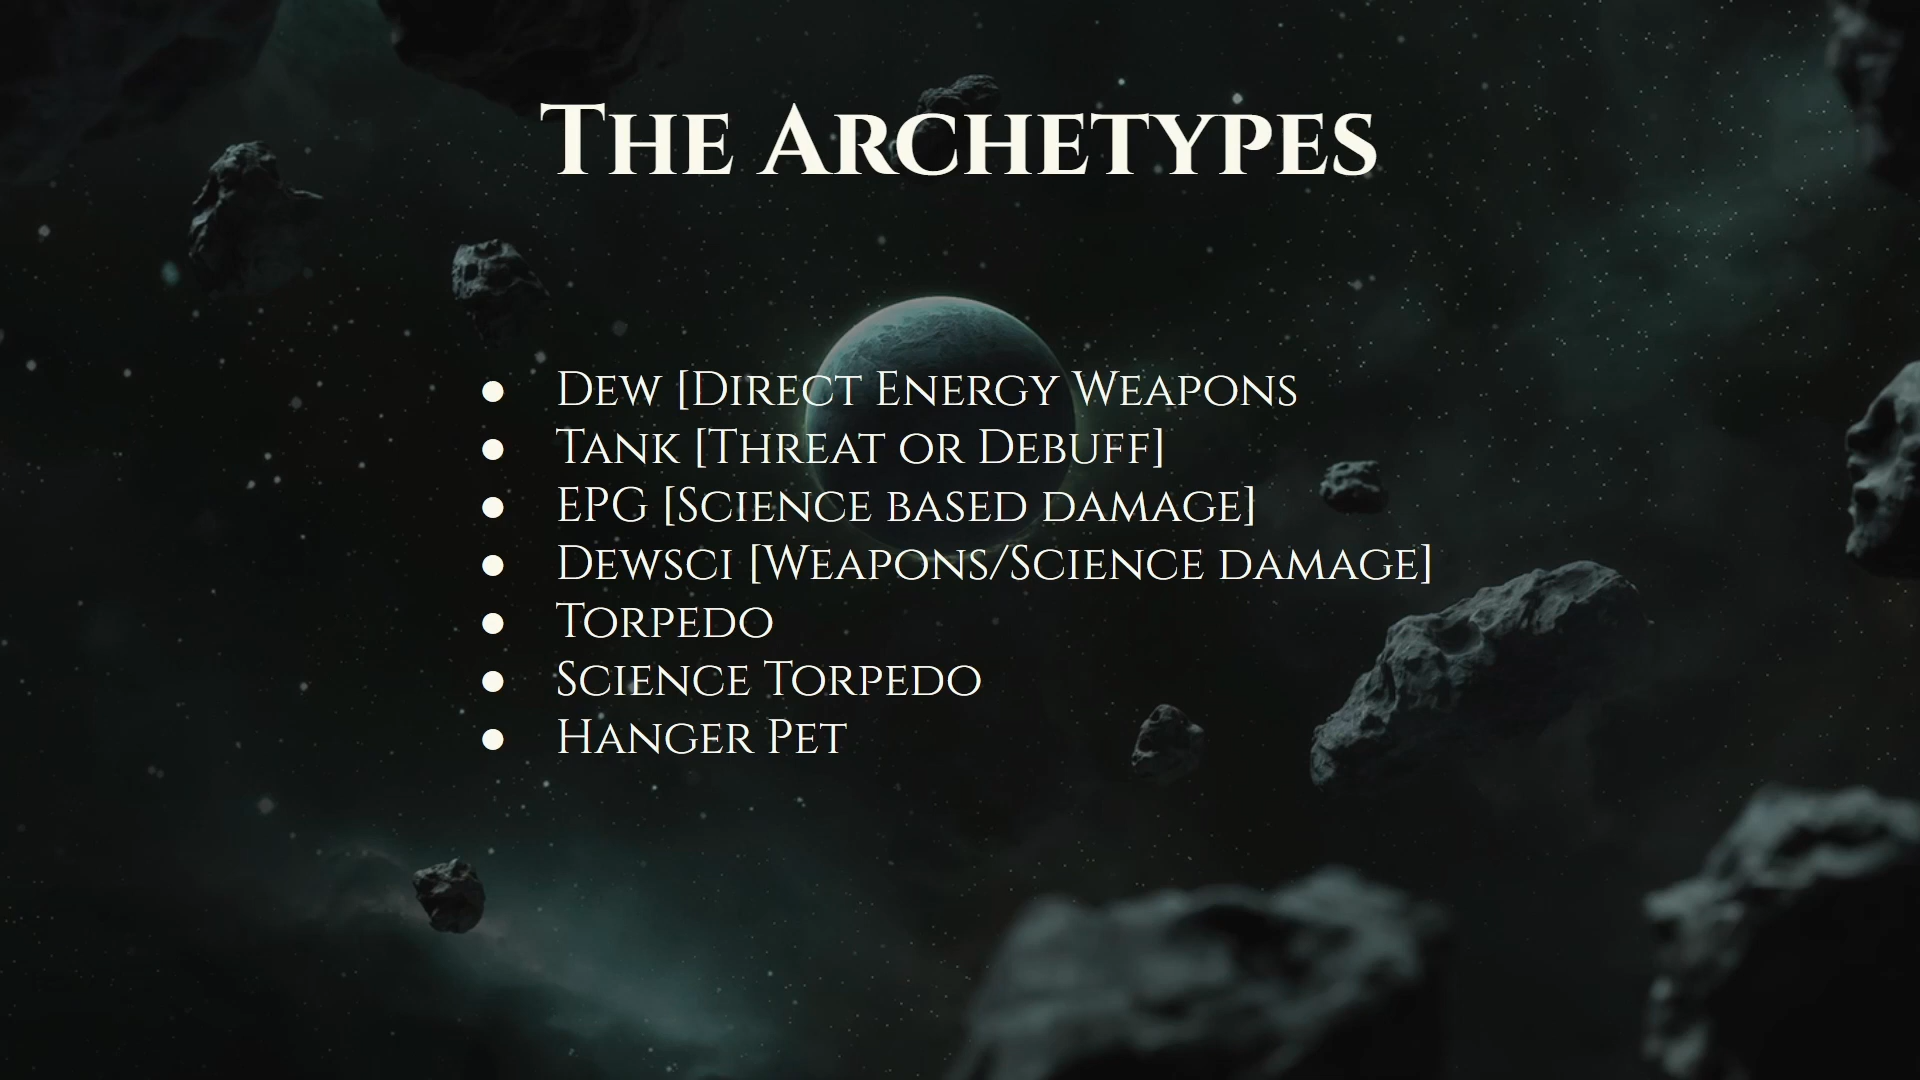 The Archetypes
● Dew [Direct Energy Weapons
● Tank [Threat or Debuff]
● EPG [Science based damage]
● Dewsci [Weapons/Science damage]
● Torpedo
● Science Torpedo
● Hanger Pet